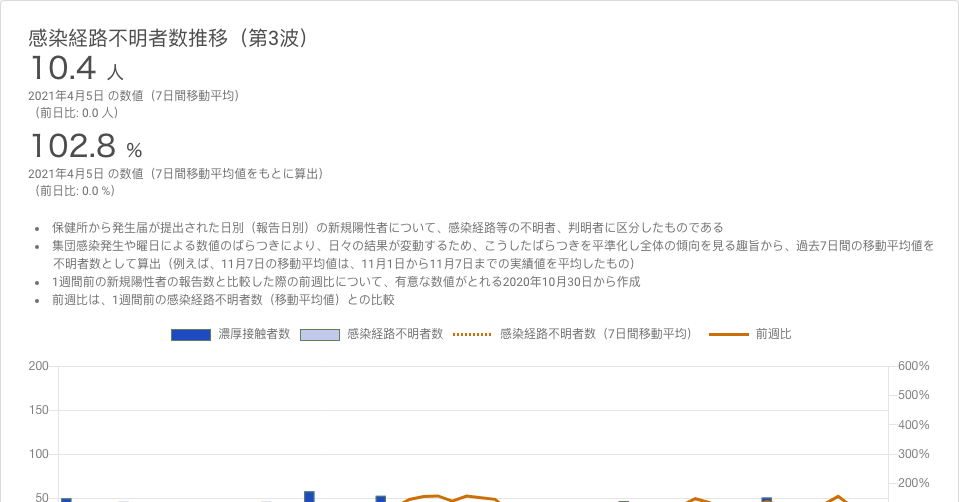 感染経路不明者数推移（第3波）
10.4 人
2021年4月5日 の数値（7日間移動平均）
（前日比: 0.0 人）
102.8 %
2021年4月5日 の数値（7日間移動平均値をもとに算出）
（前日比: 0.0 %）
• 保健所から発生届が提出された日別（報告日別）の新規陽性者について、感染経路等の不明者、判明者に区分したものである
• 集団感染発生や曜日による数値のばらつきにより、日々の結果が変動するため、こうしたばらつきを平準化し全体の傾向を見る趣旨から、過去7日間の移動平均値を
不明者数として算出（例えば、11月7日の移動平均値は、11月1日から11月7日までの実績値を平均したもの）
• 1週間前の新規陽性者の報告数と比較した際の前週比について、有意な数値がとれる2020年10月30日から作成
• 前週比は、1週間前の感染経路不明者数（移動平均値）との比較
濃厚接触者数 感染経路不明者数 感染経路不明者数（7日間移動平均） 前週比
200 600%
500%
150
400%
100 300%
200%
50